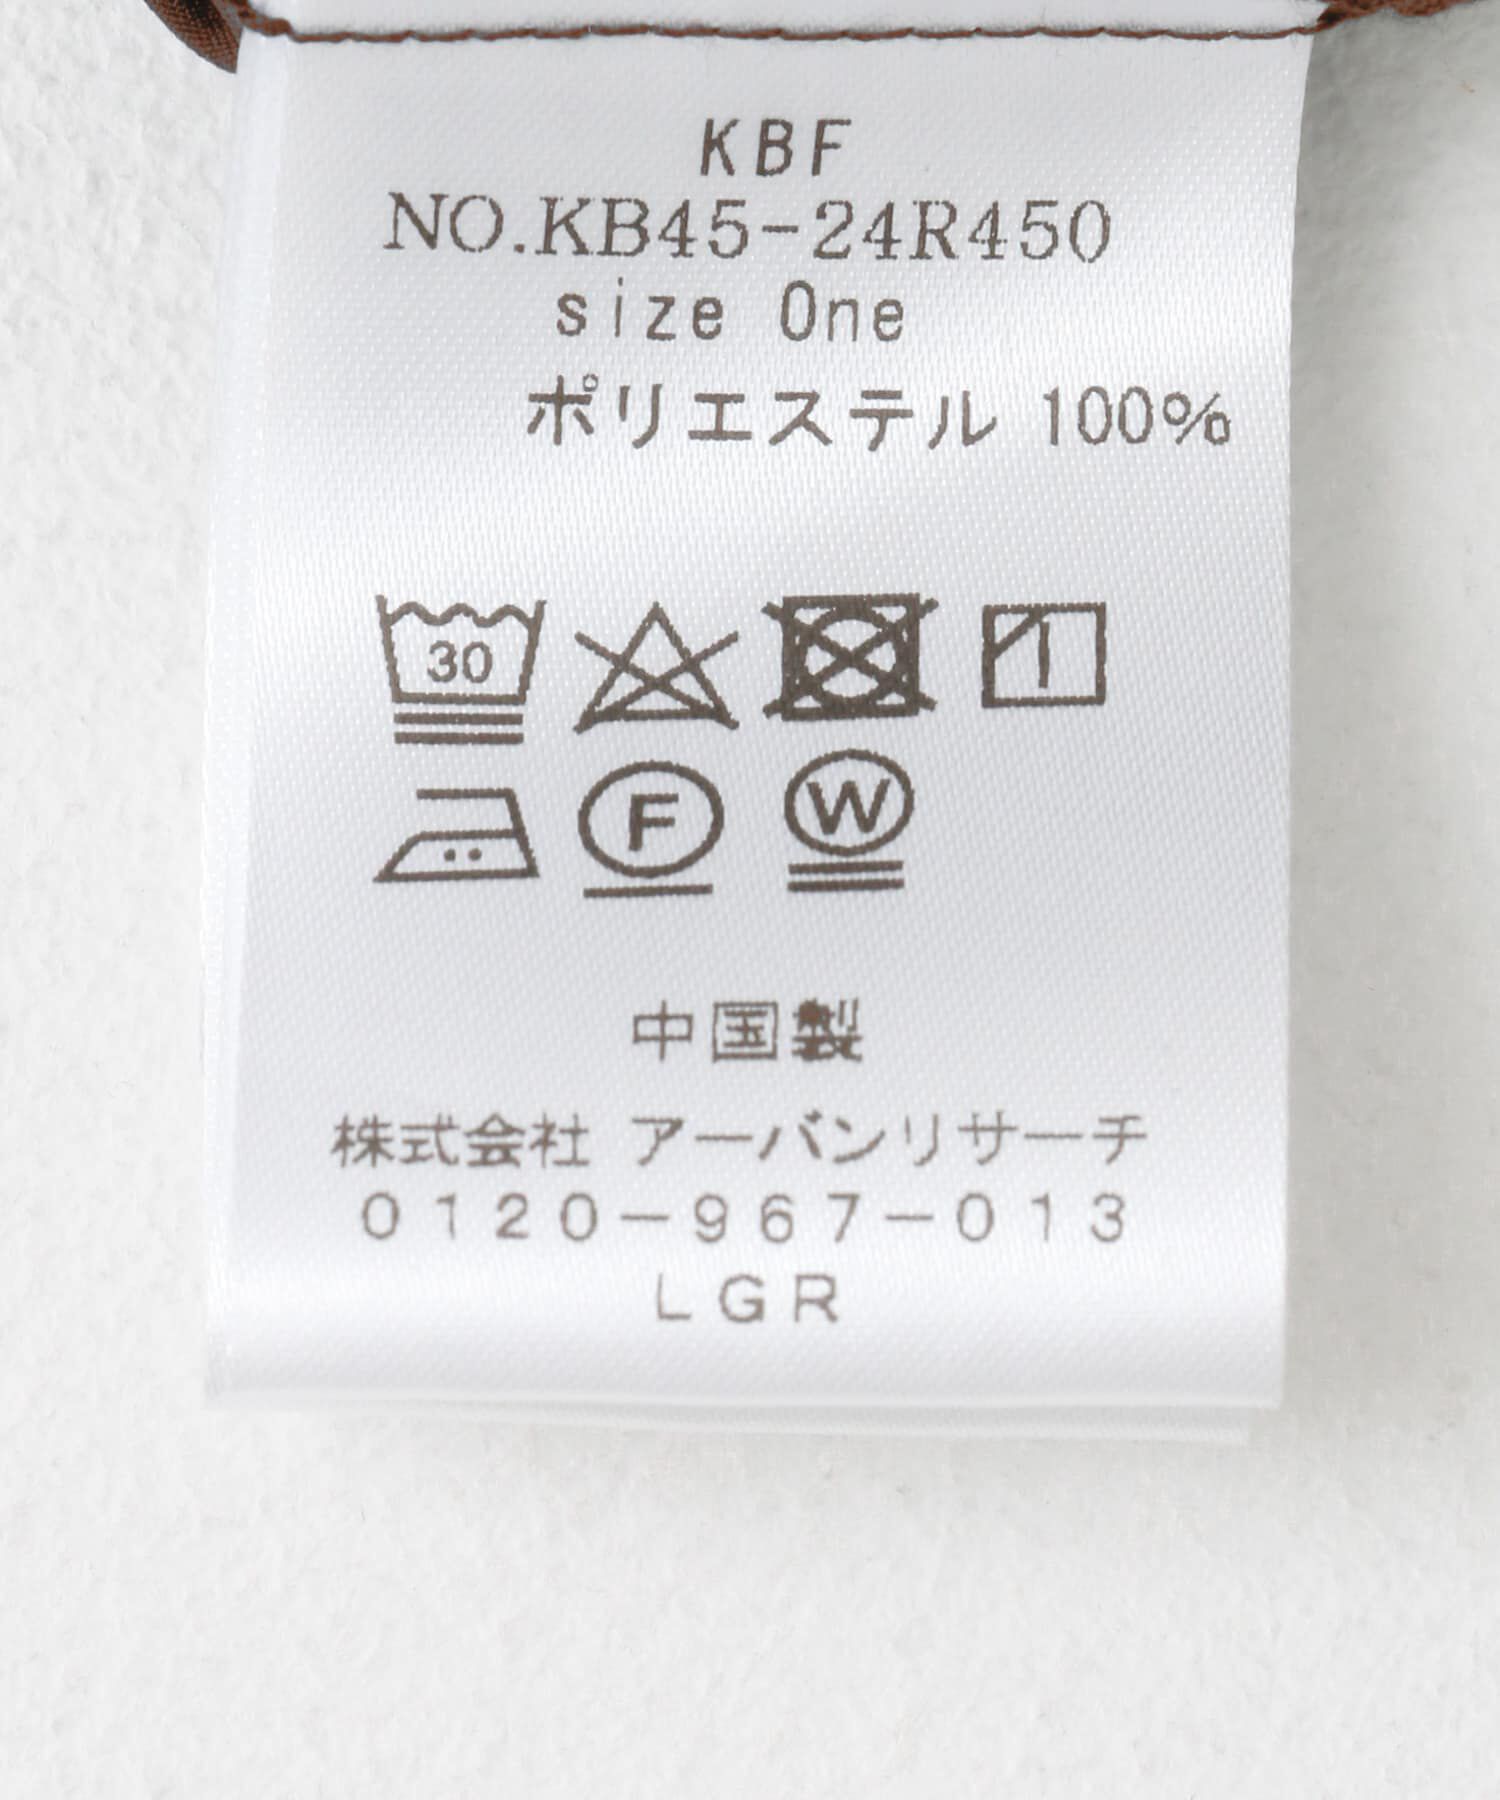 KBF
NO.KB45-24R450
size One
ポリエステル 100%
30
F W
中国製
株式会社 アーバンリサーチ
0120-967-013
LGR